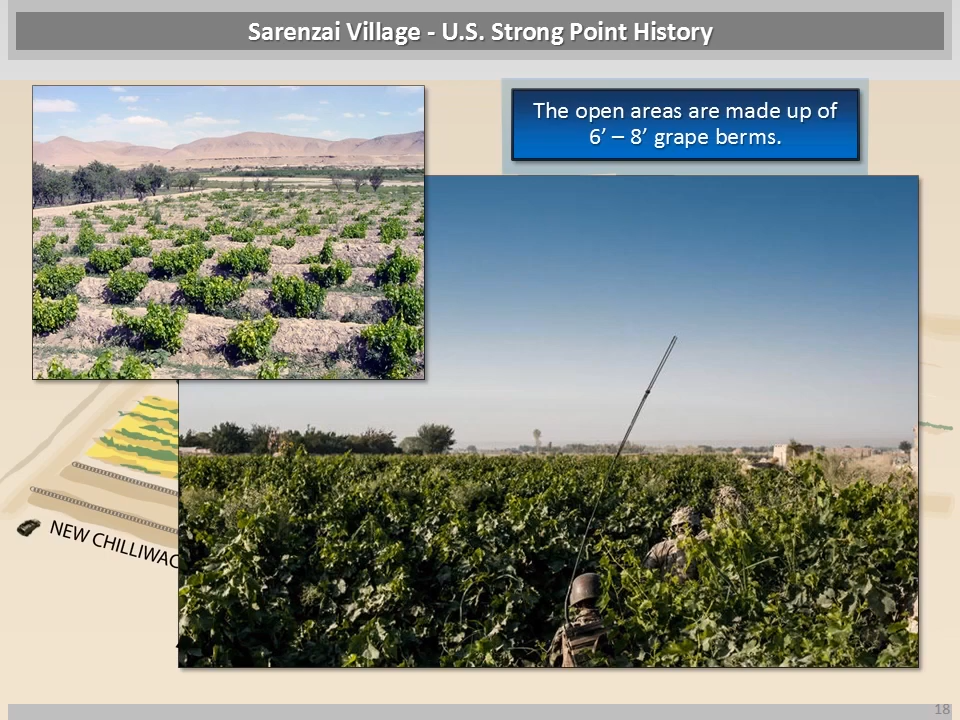 Sarenzai Village - U.S. Strong Point History
The open areas are made up of
6’ – 8’ grape berms.
NEW CHILLIWAC
18